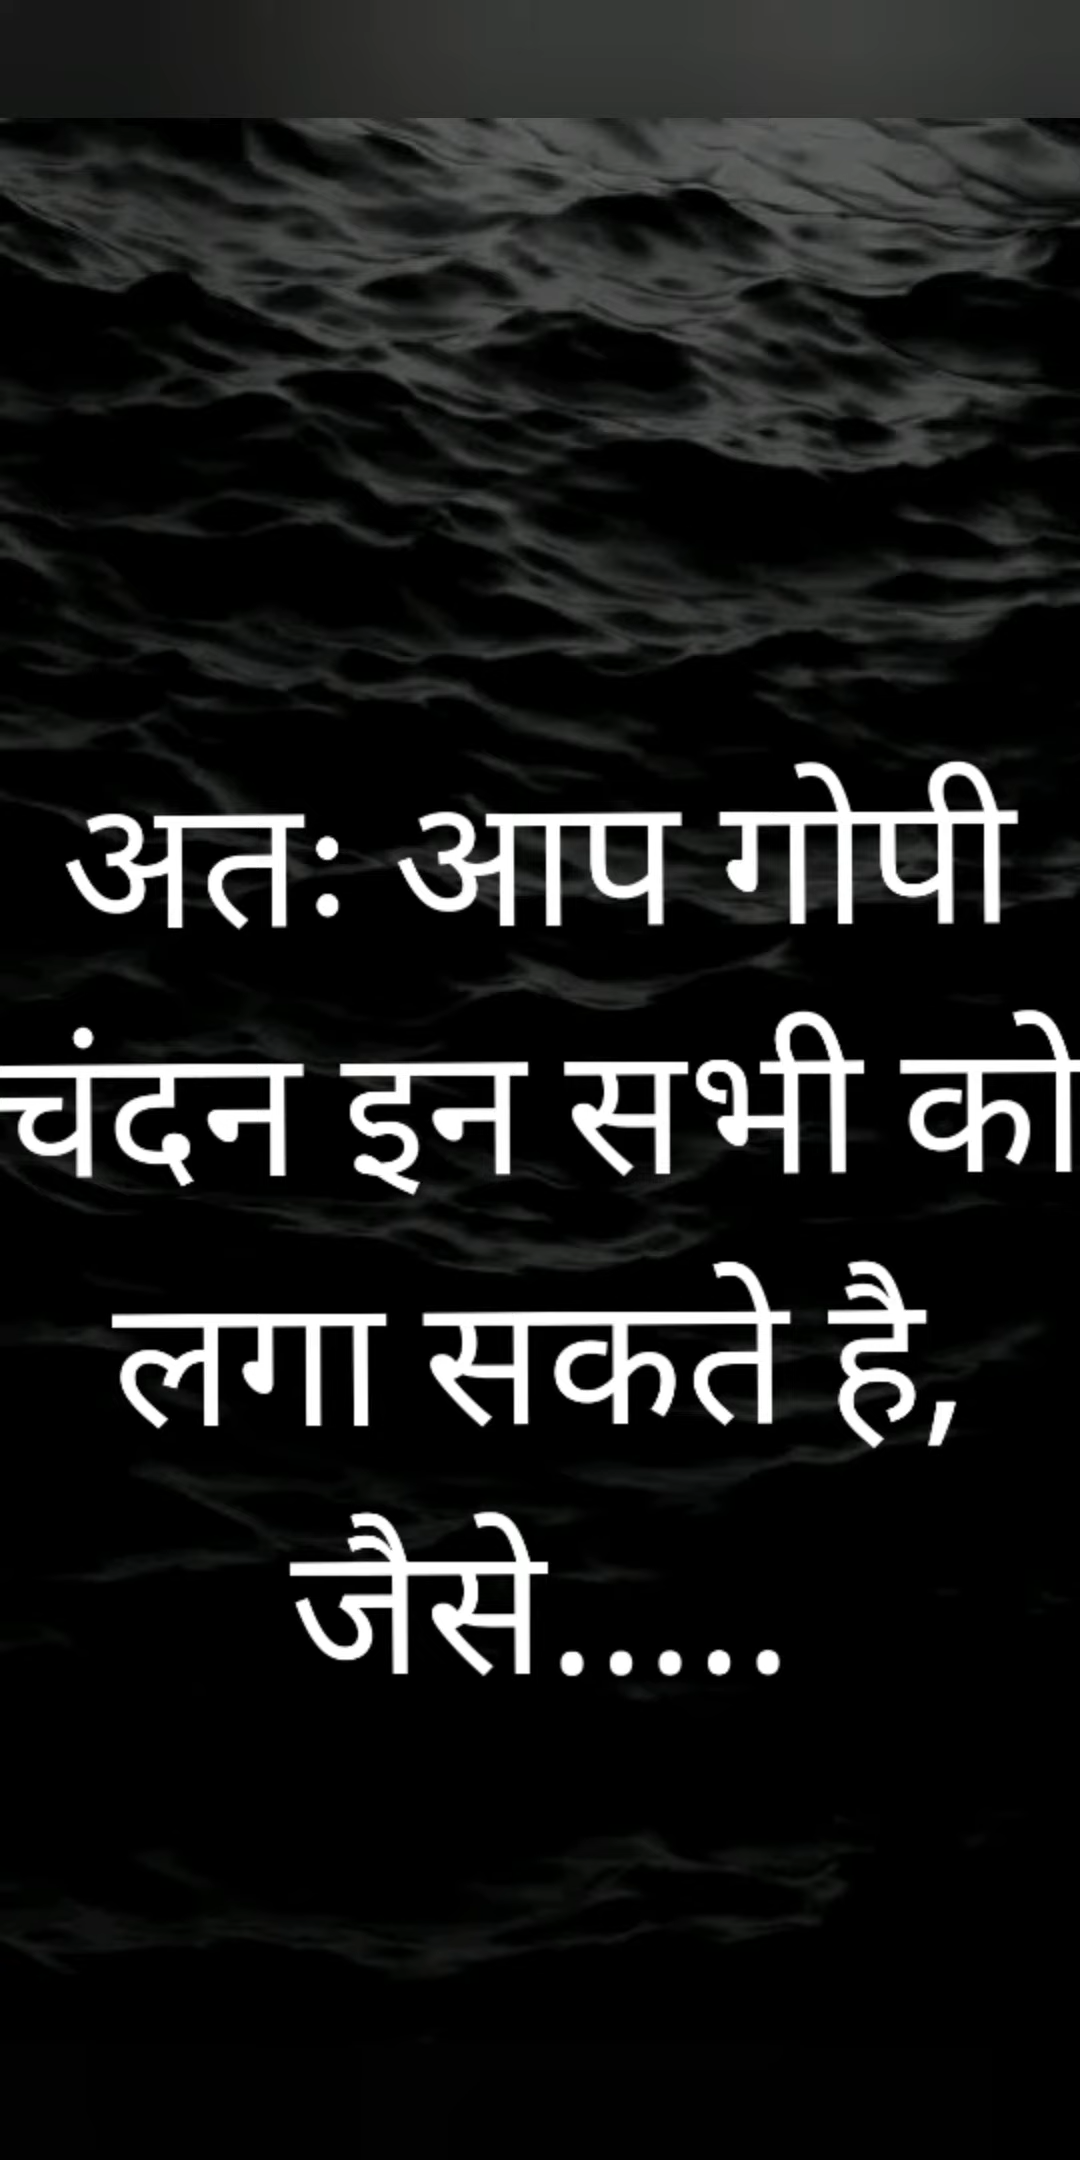 अतः आप गोपी
चंदन इन सभी को
लगा सकते है,
जैसे.....